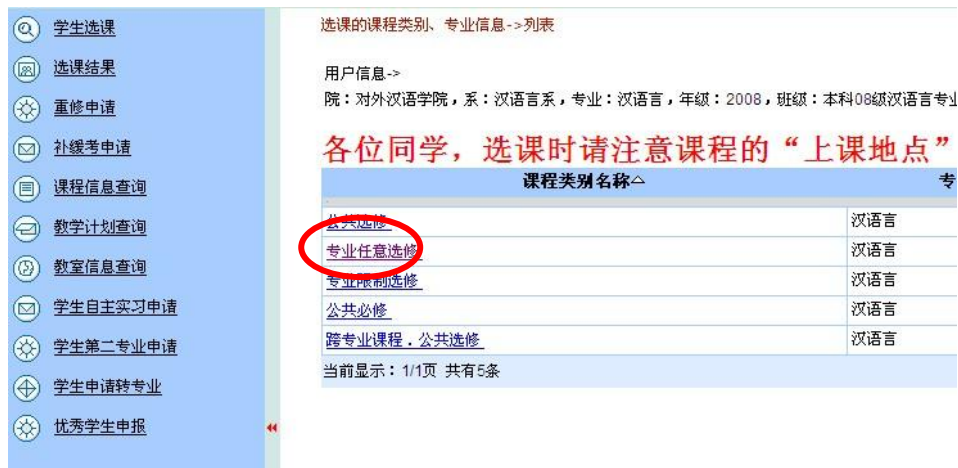 学生选课
选课结果
重修申请
补缓考申请
课程信息查询
教学计划查询
教室信息查询
学生自主实习申请
学生第二专业申请
学生申请转专业
优秀学生申报
选课的课程类别、专业信息->列表
用户信息->
院：对外汉语学院，系：汉语言系，专业：汉语言，年级：2008，班级：本科08级汉语言专业
各位同学，选课时请注意课程的“上课地点”
课程类别名称△ 专
公共选修 汉语言
专业任意选修 汉语言
专业限制选修 汉语言
公共必修 汉语言
跨专业课程．公共选修 汉语言
当前显示：1/1页 共有5条